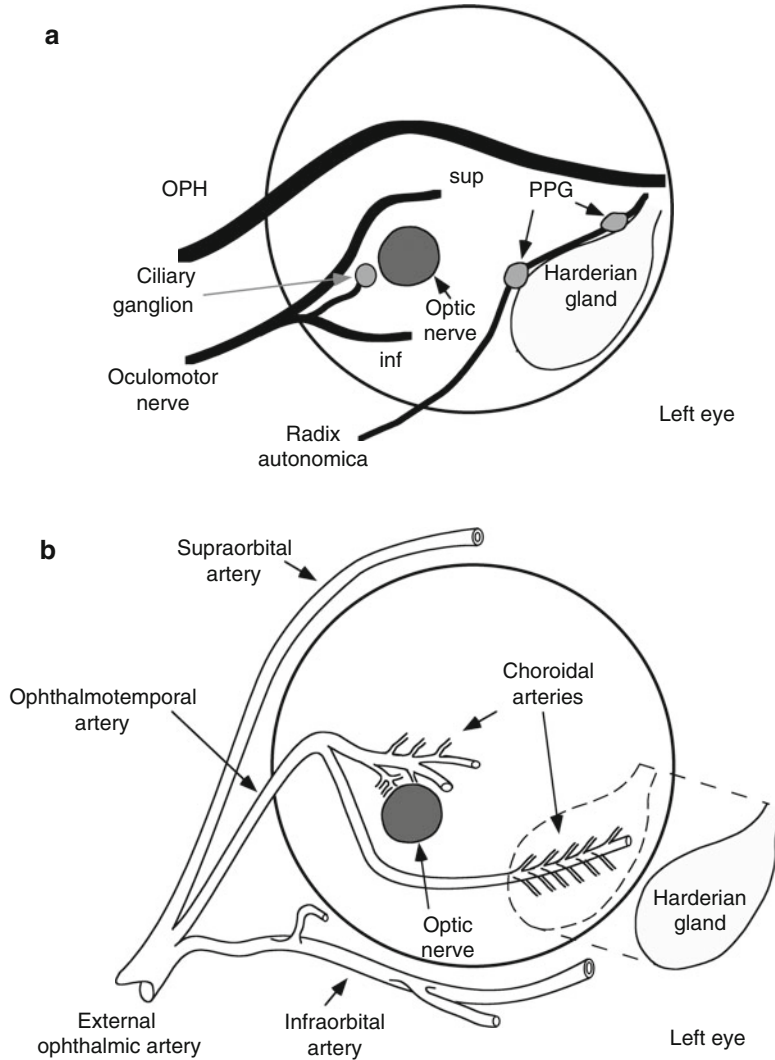 a
OPH
sup
PPG
Ciliary
ganglion
Optic
nerve
Harderian
gland
inf
Oculomotor
nerve
Radix
autonomica
Left eye
b
Supraorbital
artery
Ophthalmotemporal
artery
Choroidal
arteries
Optic
nerve
Harderian
gland
External
ophthalmic artery
Infraorbital
artery
Left eye